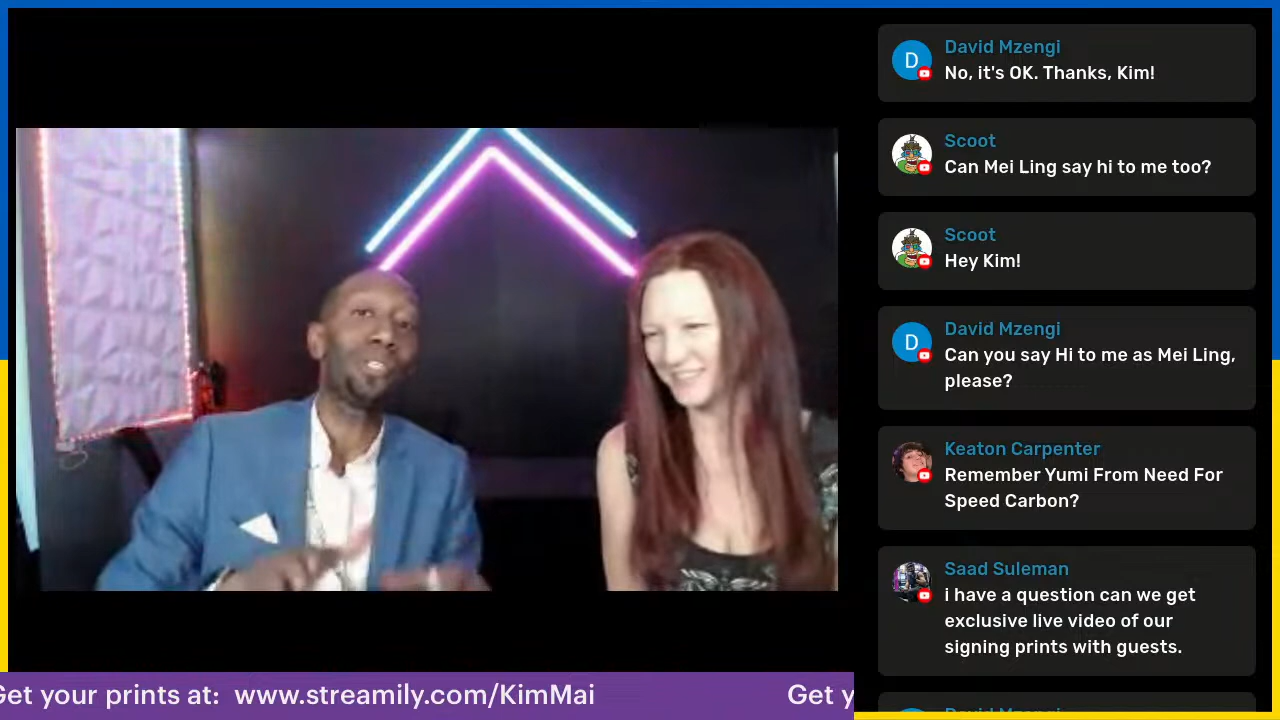 David Mzengi
No, it's OK. Thanks, Kim!
Scoot
Can Mei Ling say hi to me too?
Scoot
Hey Kim!
David Mzengi
Can you say Hi to me as Mei Ling,
please?
Keaton Carpenter
Remember Yumi From Need For
Speed Carbon?
Saad Suleman
i have a question can we get
exclusive live video of our
signing prints with guests.
David Mzengi
Get your prints at: www.streamily.com/KimMai Get y